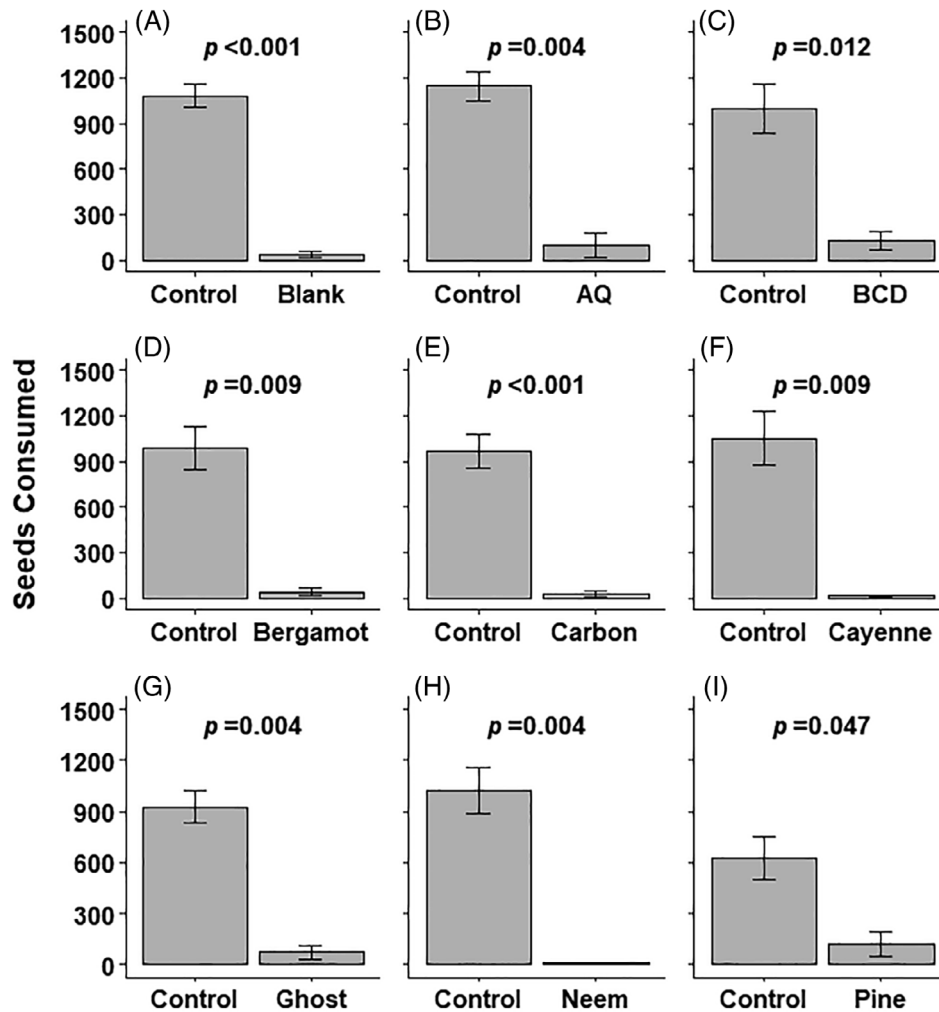 (A) (B) (C)
p <0.001 p =0.004 p =0.012
1500
1200
900
600
300
0
Control Blank Control AQ Control BCD
(D) (E) (F)
p =0.009 p <0.001 p =0.009
1500
1200
900
600
300
0
Control Bergamot Control Carbon Control Cayenne
Seeds Consumed
(G) (H) (I)
p =0.004 p =0.004 p =0.047
1500
1200
900
600
300
0
Control Ghost Control Neem Control Pine